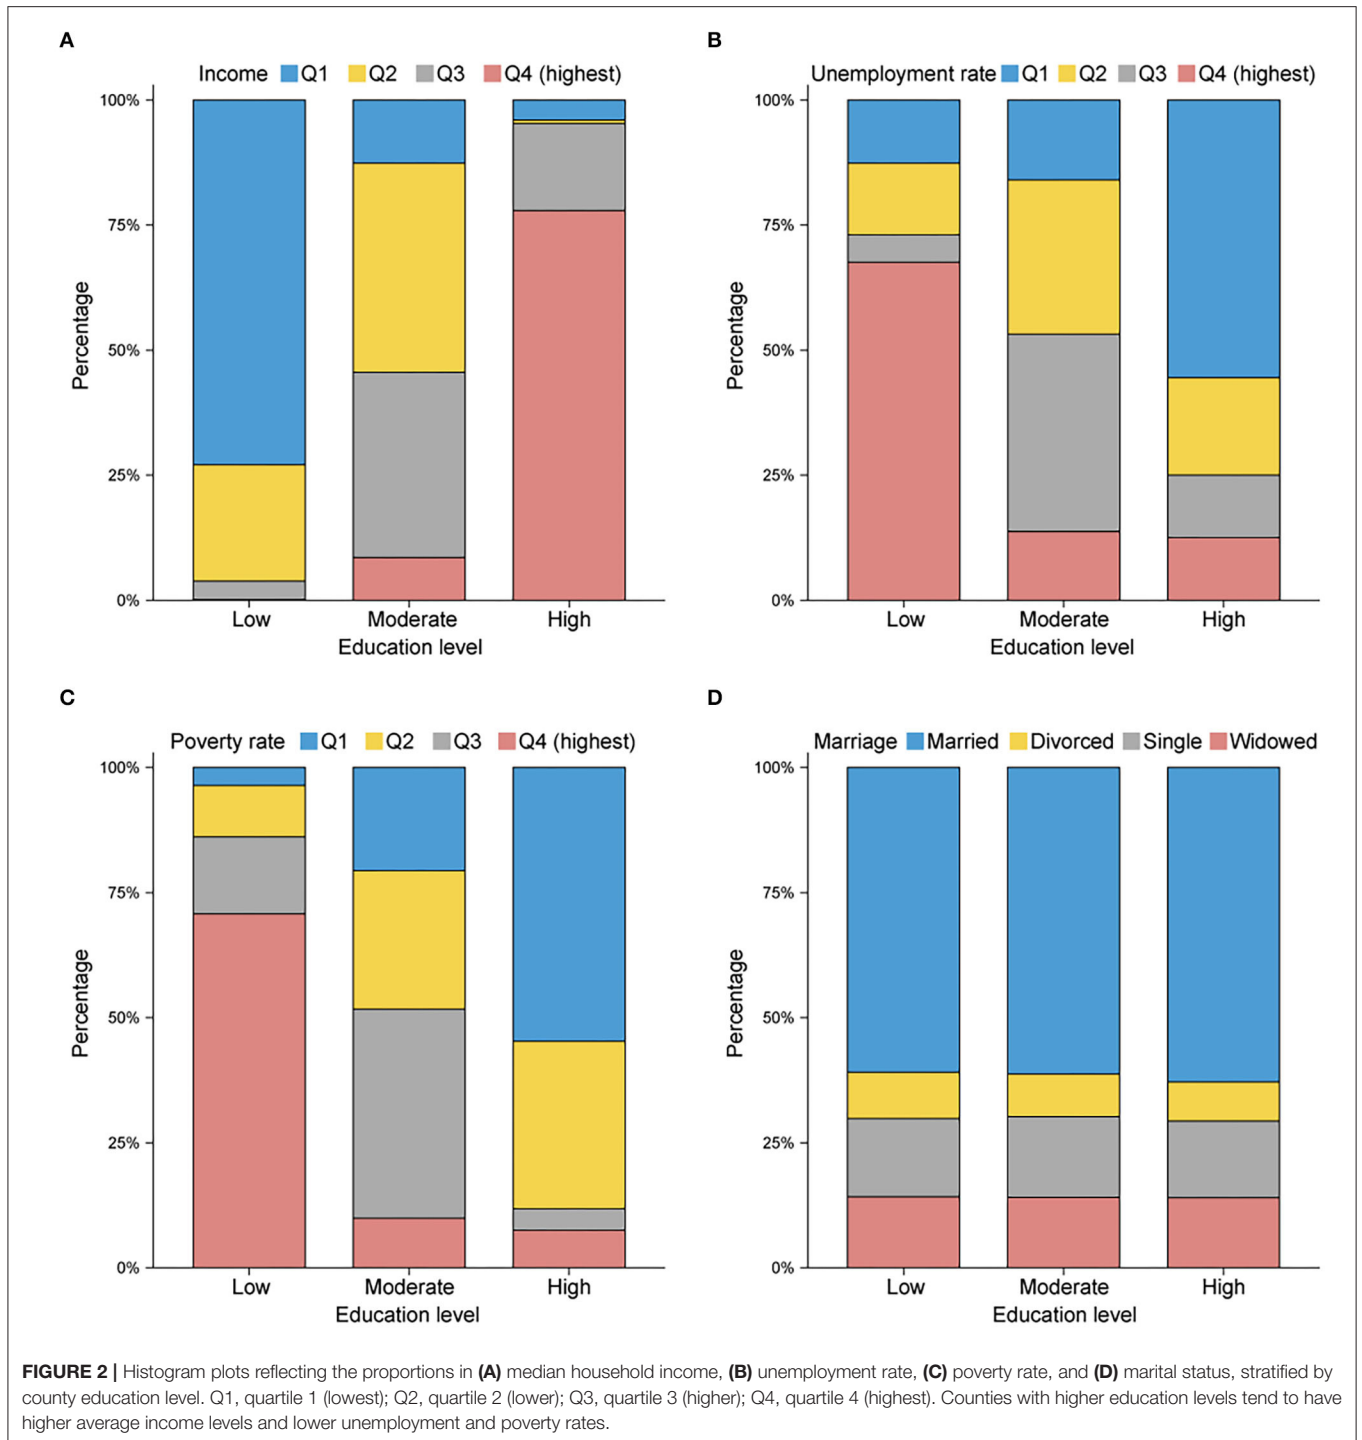 A
Income Q1 Q2 Q3 Q4 (highest)
100%
75%
50%
25%
0%
Percentage
Low Moderate High
Education level
B
Unemployment rate Q1 Q2 Q3 Q4 (highest)
100%
75%
50%
25%
0%
Percentage
Low Moderate High
Education level
C
Poverty rate Q1 Q2 Q3 Q4 (highest)
100%
75%
50%
25%
0%
Percentage
Low Moderate High
Education level
D
Marriage Married Divorced Single Widowed
100%
75%
50%
25%
0%
Percentage
Low Moderate High
Education level
FIGURE 2 | Histogram plots reflecting the proportions in (A) median household income, (B) unemployment rate, (C) poverty rate, and (D) marital status, stratified by
county education level. Q1, quartile 1 (lowest); Q2, quartile 2 (lower); Q3, quartile 3 (higher); Q4, quartile 4 (highest). Counties with higher education levels tend to have
higher average income levels and lower unemployment and poverty rates.